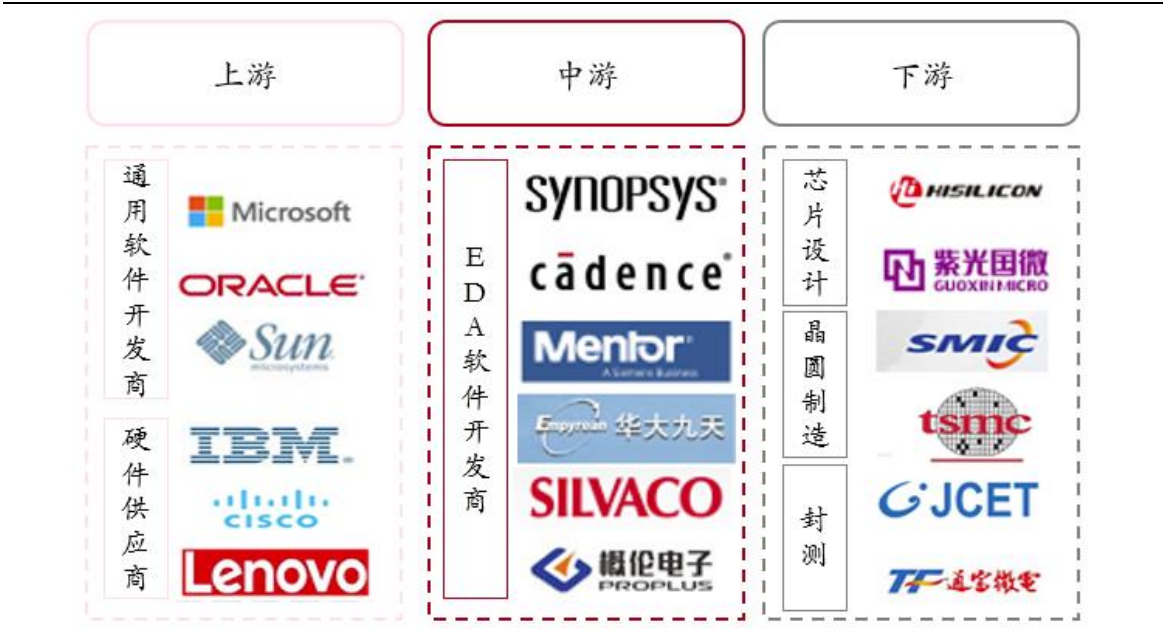 上游
中游
下游
通用软件开发商
Microsoft
ORACLE®
Sun
microsystems
硬件供应商
IBM®
CISCO
Lenovo
EDA软件开发商
SYNOPSYS®
cādence®
Mentor®
A Siemens Business
Empyrean 华大九天
SILVACO
概伦电子
PROPLUS
芯片设计
HISILICON
紫光国微
GUOXIN MICRO
晶圆制造
SMIC
tsmc
封测
JCET
TF 通富微電